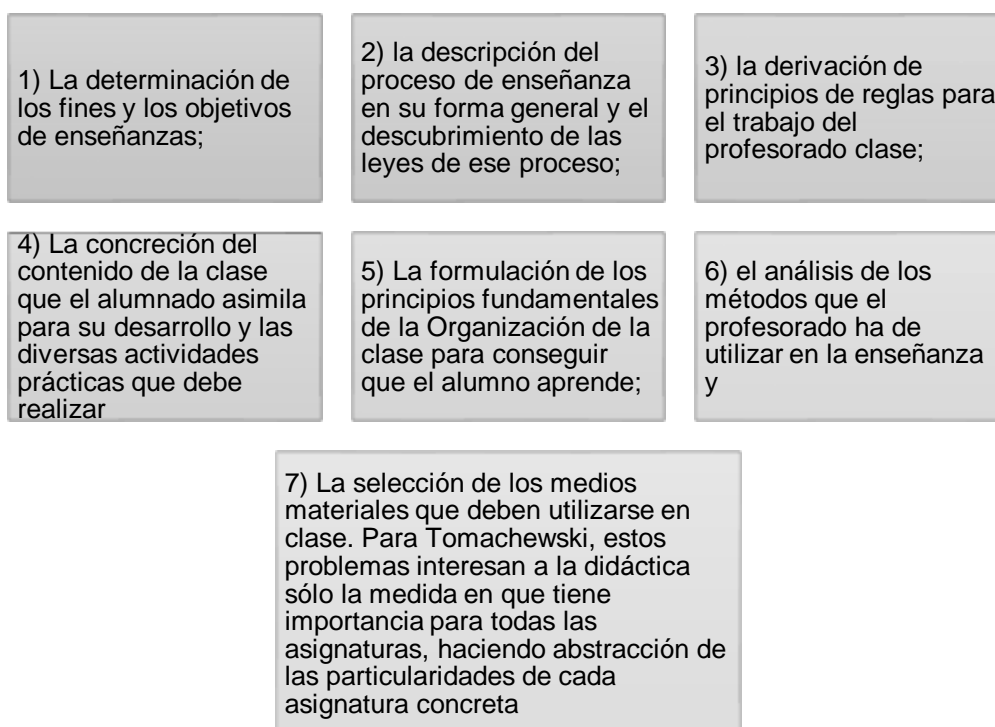 1) La determinación de
los fines y los objetivos
de enseñanzas;
2) la descripción del
proceso de enseñanza
en su forma general y el
descubrimiento de las
leyes de ese proceso;
3) la derivación de
principios de reglas para
el trabajo del
profesorado clase;
4) La concreción del
contenido de la clase
que el alumnado asimila
para su desarrollo y las
diversas actividades
prácticas que debe
realizar
5) La formulación de los
principios fundamentales
de la Organización de la
clase para conseguir
que el alumno aprende;
6) el análisis de los
métodos que el
profesorado ha de
utilizar en la enseñanza
y
7) La selección de los medios
materiales que deben utilizarse en
clase. Para Tomachewski, estos
problemas interesan a la didáctica
sólo la medida en que tiene
importancia para todas las
asignaturas, haciendo abstracción de
las particularidades de cada
asignatura concreta